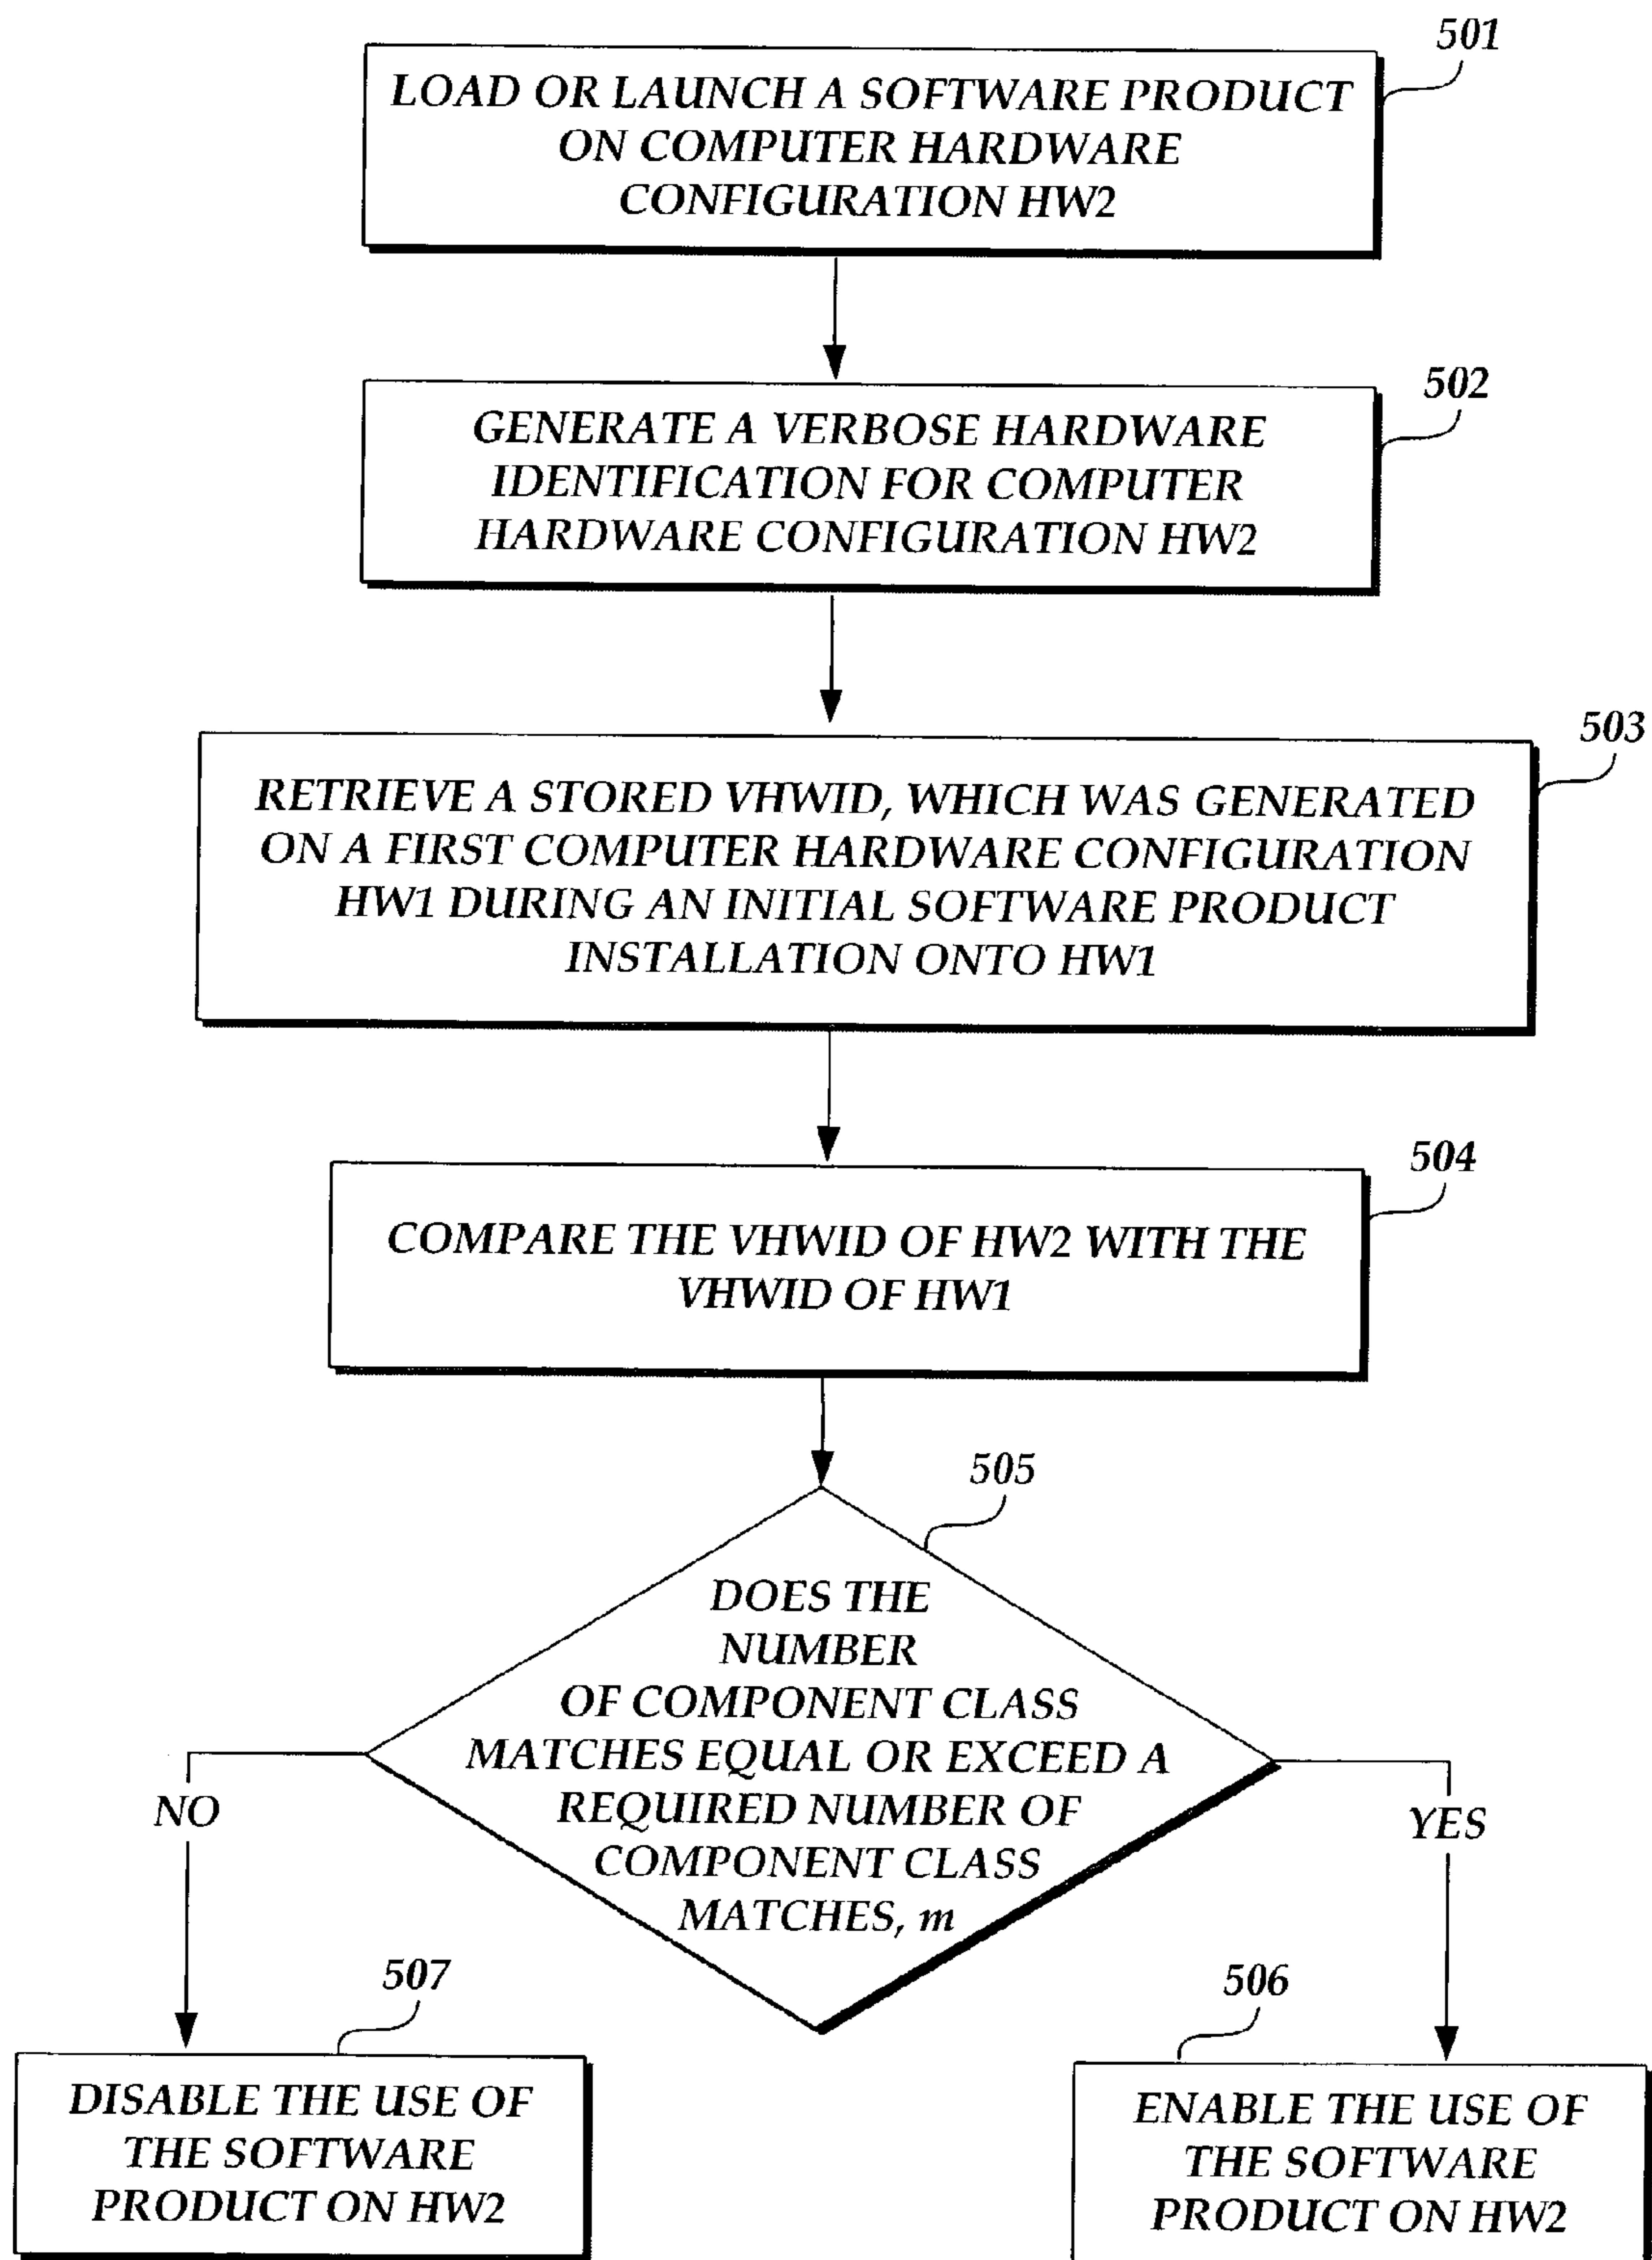 501
LOAD OR LAUNCH A SOFTWARE PRODUCT
ON COMPUTER HARDWARE
CONFIGURATION HW2
502
GENERATE A VERBOSE HARDWARE
IDENTIFICATION FOR COMPUTER
HARDWARE CONFIGURATION HW2
503
RETRIEVE A STORED VHWID, WHICH WAS GENERATED
ON A FIRST COMPUTER HARDWARE CONFIGURATION
HW1 DURING AN INITIAL SOFTWARE PRODUCT
INSTALLATION ONTO HW1
504
COMPARE THE VHWID OF HW2 WITH THE
VHWID OF HW1
505
DOES THE
NUMBER
OF COMPONENT CLASS
MATCHES EQUAL OR EXCEED A
REQUIRED NUMBER OF
COMPONENT CLASS
MATCHES, m
NO
YES
507
DISABLE THE USE OF
THE SOFTWARE
PRODUCT ON HW2
506
ENABLE THE USE OF
THE SOFTWARE
PRODUCT ON HW2